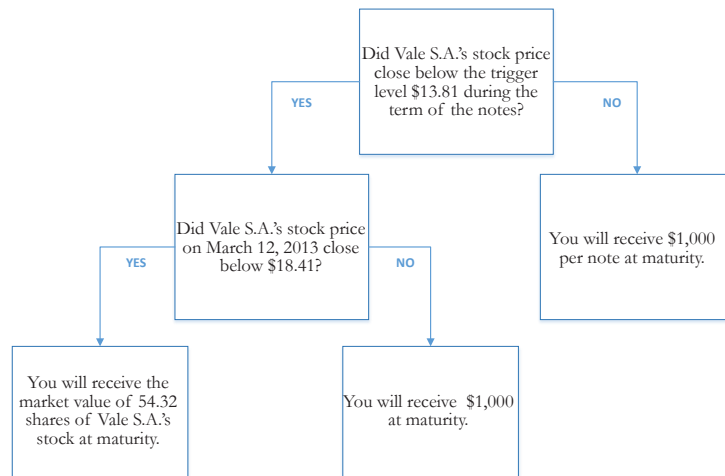 Did Vale S.A.'s stock price
close below the trigger
level $13.81 during the
term of the notes?
YES
NO
Did Vale S.A.'s stock price
on March 12, 2013 close
below $18.41?
You will receive $1,000
per note at maturity.
YES
NO
You will receive the
market value of 54.32
shares of Vale S.A.'s
stock at maturity.
You will receive $1,000
at maturity.